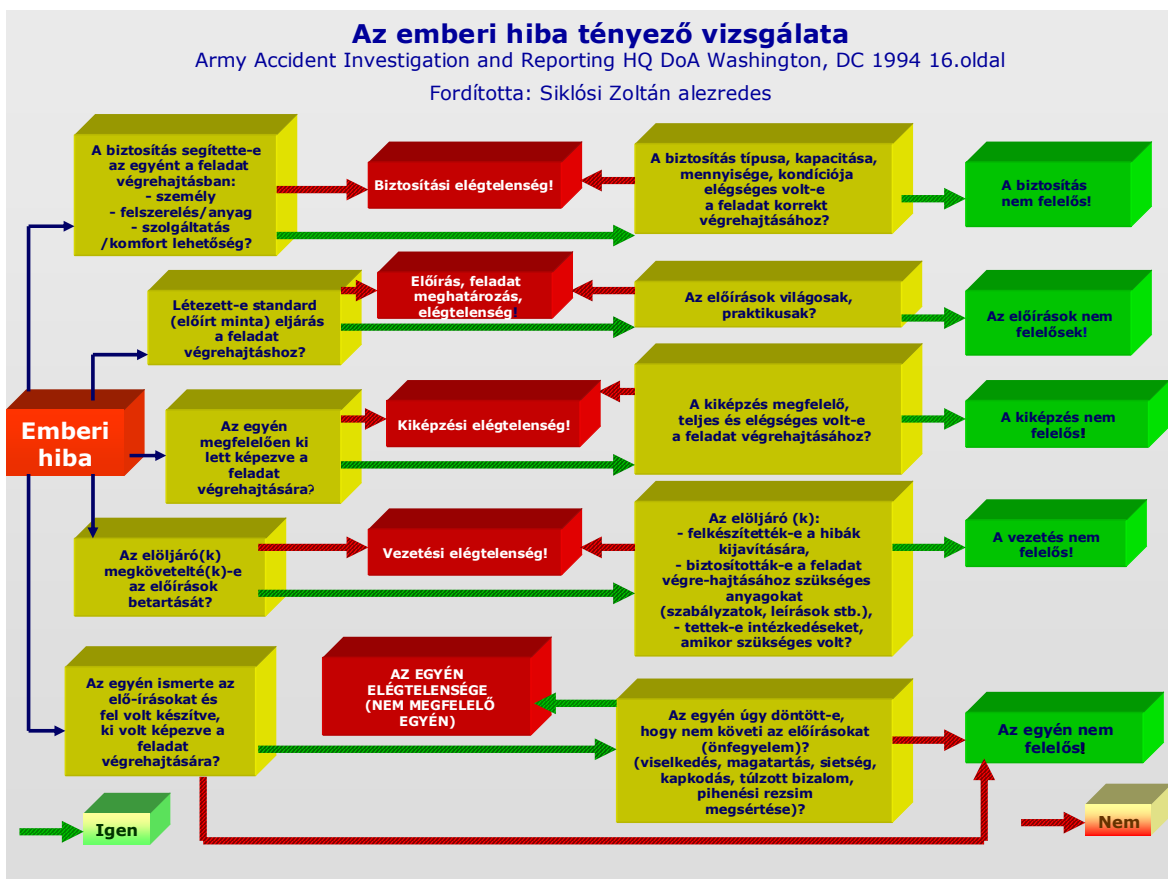 Az emberi hiba tényező vizsgálata
Army Accident Investigation and Reporting HQ DoA Washington, DC 1994 16.oldal
Fordította: Siklósi Zoltán alezredes
A biztosítás segítette-e
az egyént a feladat
végrehajtásban:
- személy
- felszerelés/anyag
- szolgáltatás
/komfort lehetőség?
Biztosítási elégtelenség!
A biztosítás típusa, kapacitása,
mennyisége, kondíciója
elégséges volt-e
a feladat korrekt
végrehajtásához?
A biztosítás
nem felelős!
Létezett-e standard
(előírt minta) eljárás
a feladat
végrehajtáshoz?
Előírás, feladat
meghatározás,
elégtelenség!
Az előírások világosak,
praktikusak?
Az előírások nem
felelősek!
Emberi
hiba
Az egyén
megfelelően ki
lett képezve a
feladat
végrehajtására?
Kiképzési elégtelenség!
A kiképzés megfelelő,
teljes és elégséges volt-e
a feladat végrehajtásához?
A kiképzés nem
felelős!
Az elöljáró(k)
megkövetelté(k)-e
az előírások
betartását?
Vezetési elégtelenség!
Az elöljáró (k):
- felkészítették-e a hibák
kijavítására,
- biztosították-e a feladat
végre-hajtásához szükséges
anyagokat
(szabályzatok, leírások stb.),
- tettek-e intézkedéseket,
amikor szükséges volt?
A vezetés nem
felelős!
Az egyén ismerte az
elő-írásokat és
fel volt készítve,
ki volt képezve a
feladat
végrehajtására?
AZ EGYÉN
ELÉGTELENSÉGE
(NEM MEGFELELŐ
EGYÉN)
Az egyén úgy döntött-e,
hogy nem követi az előírásokat
(önfegyelem)?
(viselkedés, magatartás, sietség,
kapkodás, túlzott bizalom,
pihenési rezsim
megsértése)?
Az egyén nem
felelős!
Igen
Nem